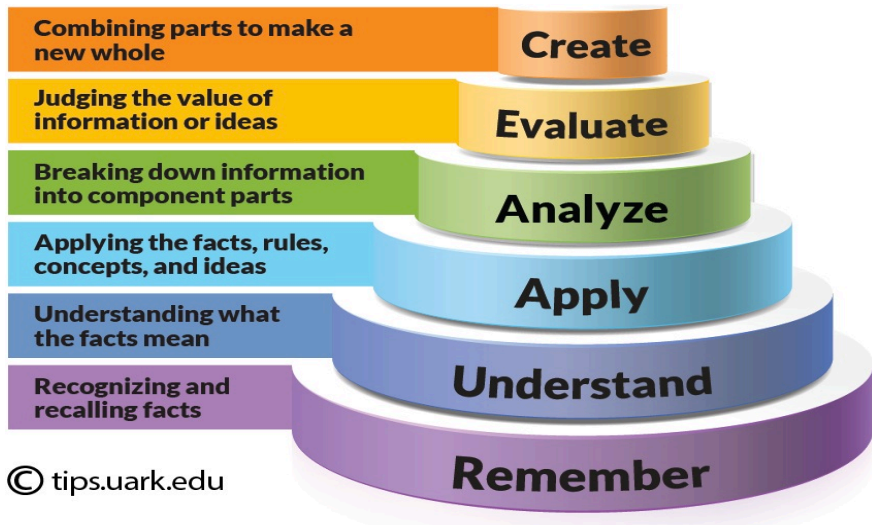 Combining parts to make a
new whole
Create
Judging the value of
information or ideas
Evaluate
Breaking down information
into component parts
Analyze
Applying the facts, rules,
concepts, and ideas
Apply
Understanding what
the facts mean
Understand
Recognizing and
recalling facts
Remember
© tips.uark.edu